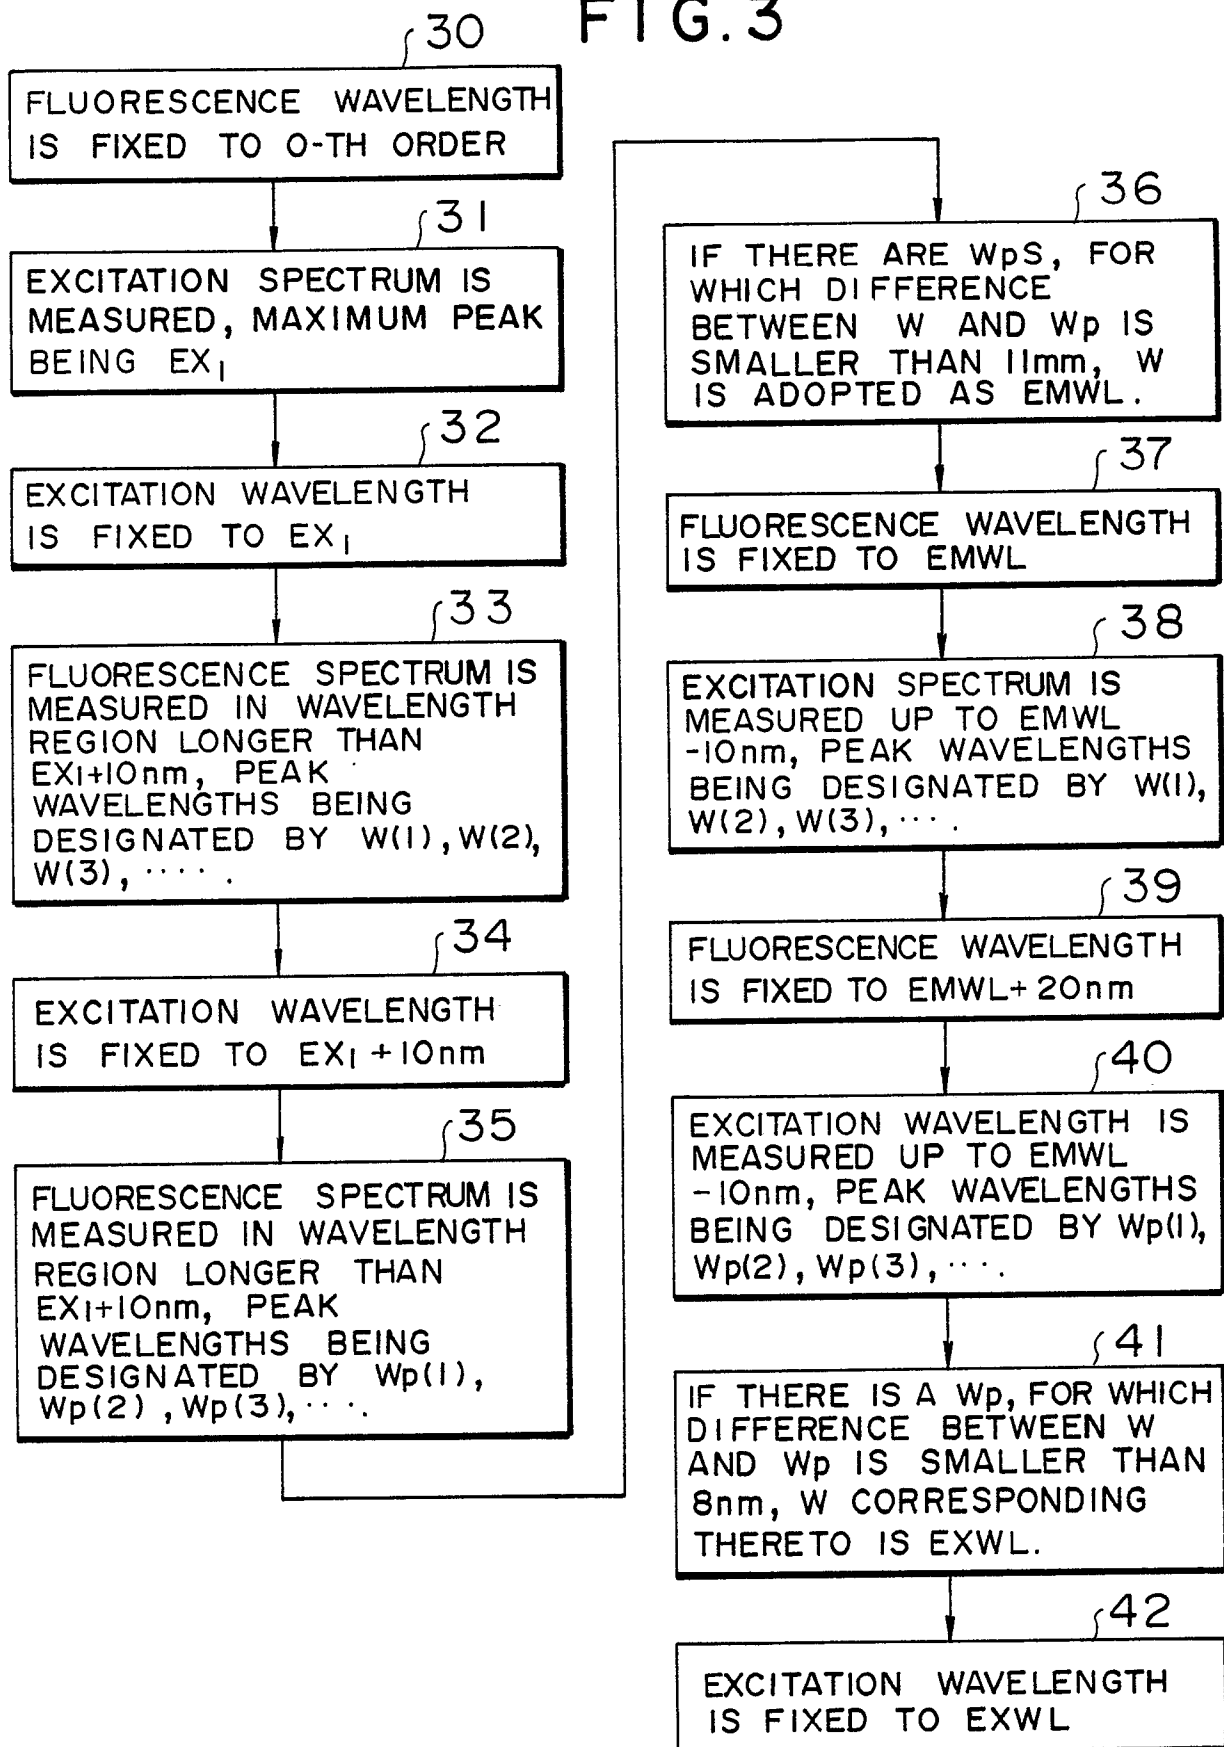 FIG.3
30
FLUORESCENCE WAVELENGTH
IS FIXED TO O-TH ORDER
31
EXCITATION SPECTRUM IS
MEASURED, MAXIMUM PEAK
BEING EX1
32
EXCITATION WAVELENGTH
IS FIXED TO EX1
33
FLUORESCENCE SPECTRUM IS
MEASURED IN WAVELENGTH
REGION LONGER THAN
EX1+10nm, PEAK
WAVELENGTHS BEING
DESIGNATED BY W(1), W(2),
W(3), ···· .
34
EXCITATION WAVELENGTH
IS FIXED TO EX1 +10nm
35
FLUORESCENCE SPECTRUM IS
MEASURED IN WAVELENGTH
REGION LONGER THAN
EX1+10nm, PEAK
WAVELENGTHS BEING
DESIGNATED BY Wp(1),
Wp(2) , Wp(3), ··· .
36
IF THERE ARE WpS, FOR
WHICH DIFFERENCE
BETWEEN W AND Wp IS
SMALLER THAN 11mm, W
IS ADOPTED AS EMWL.
37
FLUORESCENCE WAVELENGTH
IS FIXED TO EMWL
38
EXCITATION SPECTRUM IS
MEASURED UP TO EMWL
-10nm, PEAK WAVELENGTHS
BEING DESIGNATED BY W(1),
W(2), W(3), ··· .
39
FLUORESCENCE WAVELENGTH
IS FIXED TO EMWL+20nm
40
EXCITATION WAVELENGTH IS
MEASURED UP TO EMWL
-10nm, PEAK WAVELENGTHS
BEING DESIGNATED BY Wp(1),
Wp(2), Wp(3), ··· .
41
IF THERE IS A Wp, FOR WHICH
DIFFERENCE BETWEEN W
AND Wp IS SMALLER THAN
8nm, W CORRESPONDING
THERETO IS EXWL.
42
EXCITATION WAVELENGTH
IS FIXED TO EXWL